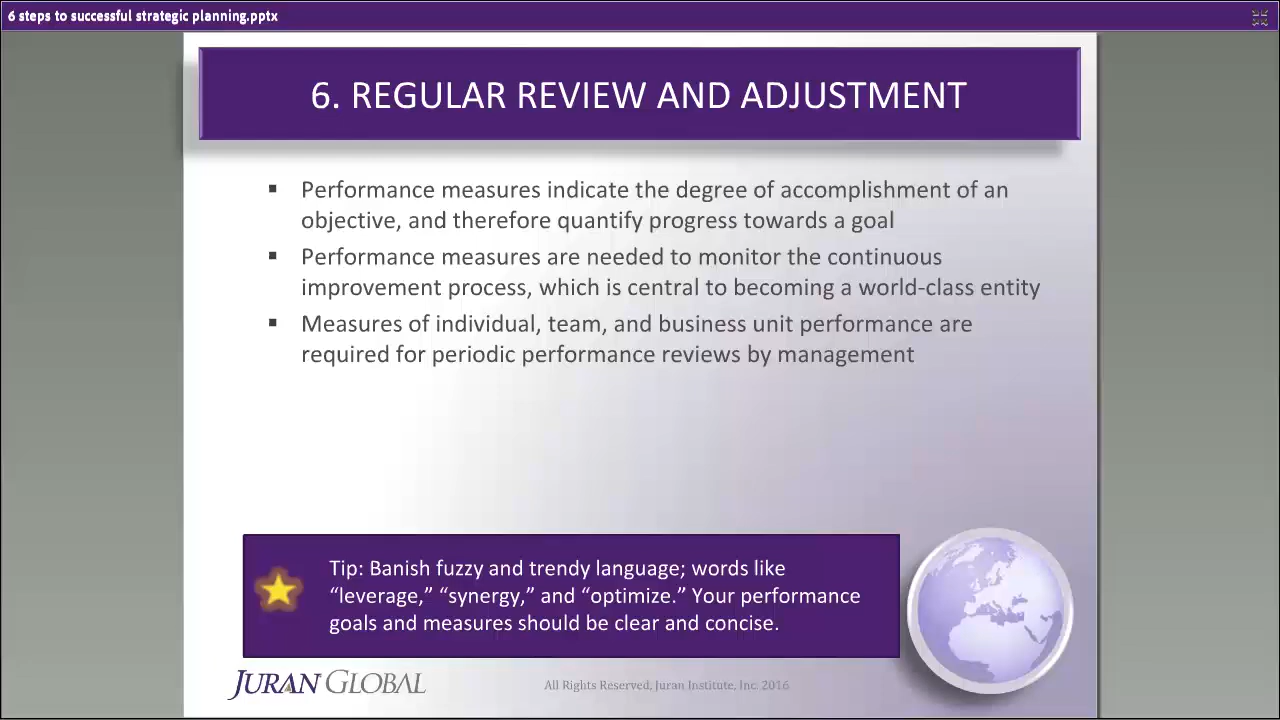 6 steps to successful strategic planning.pptx
6. REGULAR REVIEW AND ADJUSTMENT
▪ Performance measures indicate the degree of accomplishment of an
objective, and therefore quantify progress towards a goal
▪ Performance measures are needed to monitor the continuous
improvement process, which is central to becoming a world-class entity
▪ Measures of individual, team, and business unit performance are
required for periodic performance reviews by management
Tip: Banish fuzzy and trendy language; words like
“leverage,” “synergy,” and “optimize.” Your performance
goals and measures should be clear and concise.
JURAN GLOBAL
All Rights Reserved, Juran Institute, Inc. 2016